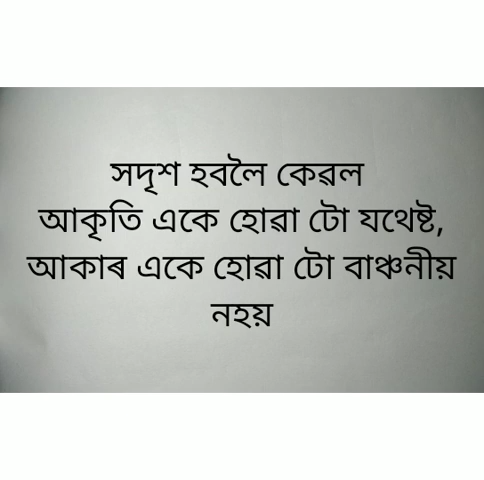 সদৃশ হবলৈ কেৱল
আকৃতি একে হোৱা টো যথেষ্ট,
আকাৰ একে হোৱা টো বাঞ্চনীয়
নহয়